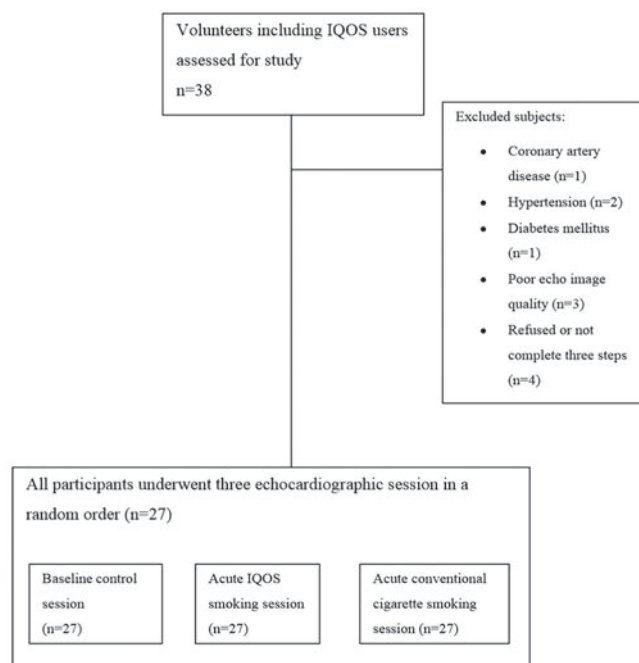 Volunteers including IQOS users
assessed for study
n=38
Excluded subjects:
• Coronary artery
disease (n=1)
• Hypertension (n=2)
• Diabetes mellitus
(n=1)
• Poor echo image
quality (n=3)
• Refused or not
complete three steps
(n=4)
All participants underwent three echocardiographic session in a
random order (n=27)
Baseline control
session
(n=27)
Acute IQOS
smoking session
(n=27)
Acute conventional
cigarette smoking
session (n=27)